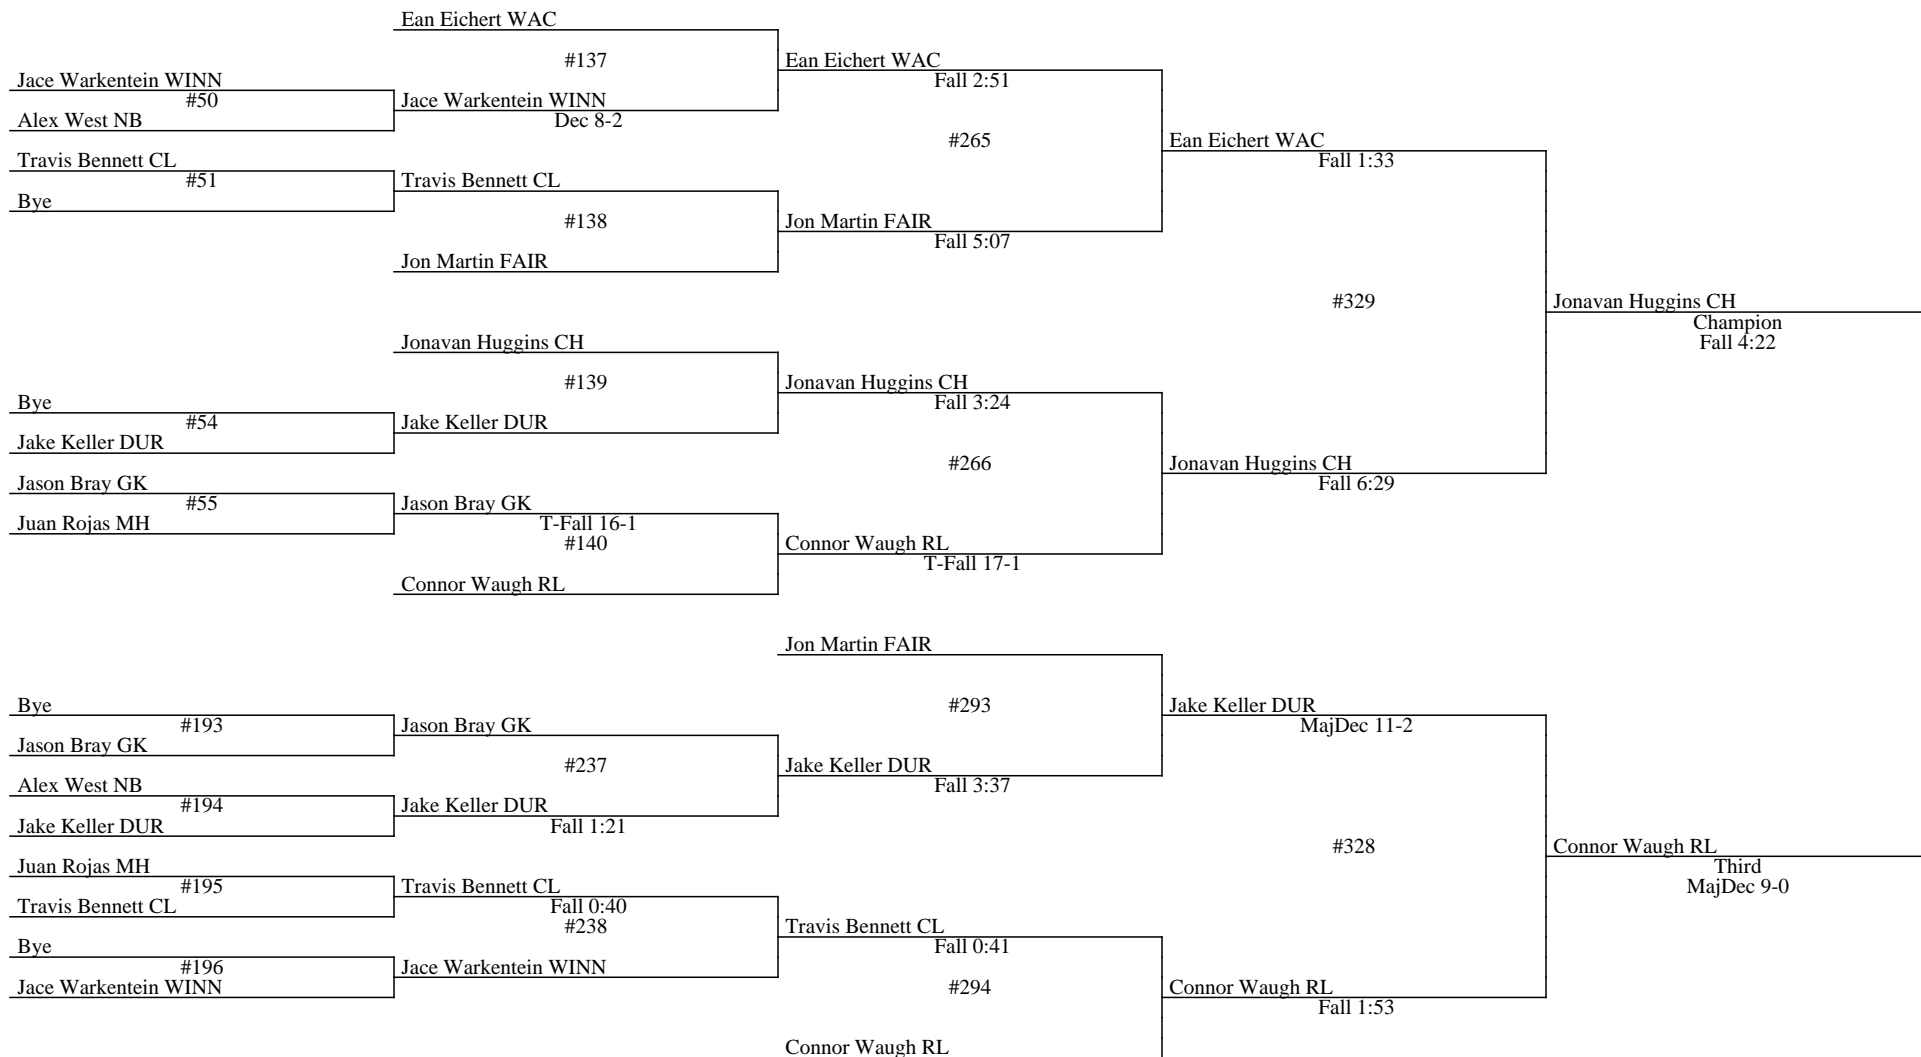 Ean Eichert WAC
#137
Ean Eichert WAC
Jace Warkentein WINN
Fall 2:51
#50
Jace Warkentein WINN
Alex West NB
Dec 8-2
#265
Ean Eichert WAC
Travis Bennett CL
Fall 1:33
#51
Travis Bennett CL
Bye
#138
Jon Martin FAIR
Fall 5:07
Jon Martin FAIR
#329
Jonavan Huggins CH
Champion
Fall 4:22
Jonavan Huggins CH
#139
Jonavan Huggins CH
Bye
Fall 3:24
#54
Jake Keller DUR
Jake Keller DUR
#266
Jonavan Huggins CH
Jason Bray GK
Fall 6:29
#55
Jason Bray GK
Juan Rojas MH
T-Fall 16-1
#140
Connor Waugh RL
T-Fall 17-1
Connor Waugh RL
Jon Martin FAIR
Bye
#293
Jake Keller DUR
#193
Jason Bray GK
MajDec 11-2
Jason Bray GK
#237
Jake Keller DUR
Alex West NB
Fall 3:37
#194
Jake Keller DUR
Jake Keller DUR
Fall 1:21
#328
Connor Waugh RL
Juan Rojas MH
Third
#195
Travis Bennett CL
MajDec 9-0
Travis Bennett CL
Fall 0:40
#238
Travis Bennett CL
Bye
Fall 0:41
#196
Jace Warkentein WINN
Jace Warkentein WINN
#294
Connor Waugh RL
Fall 1:53
Connor Waugh RL